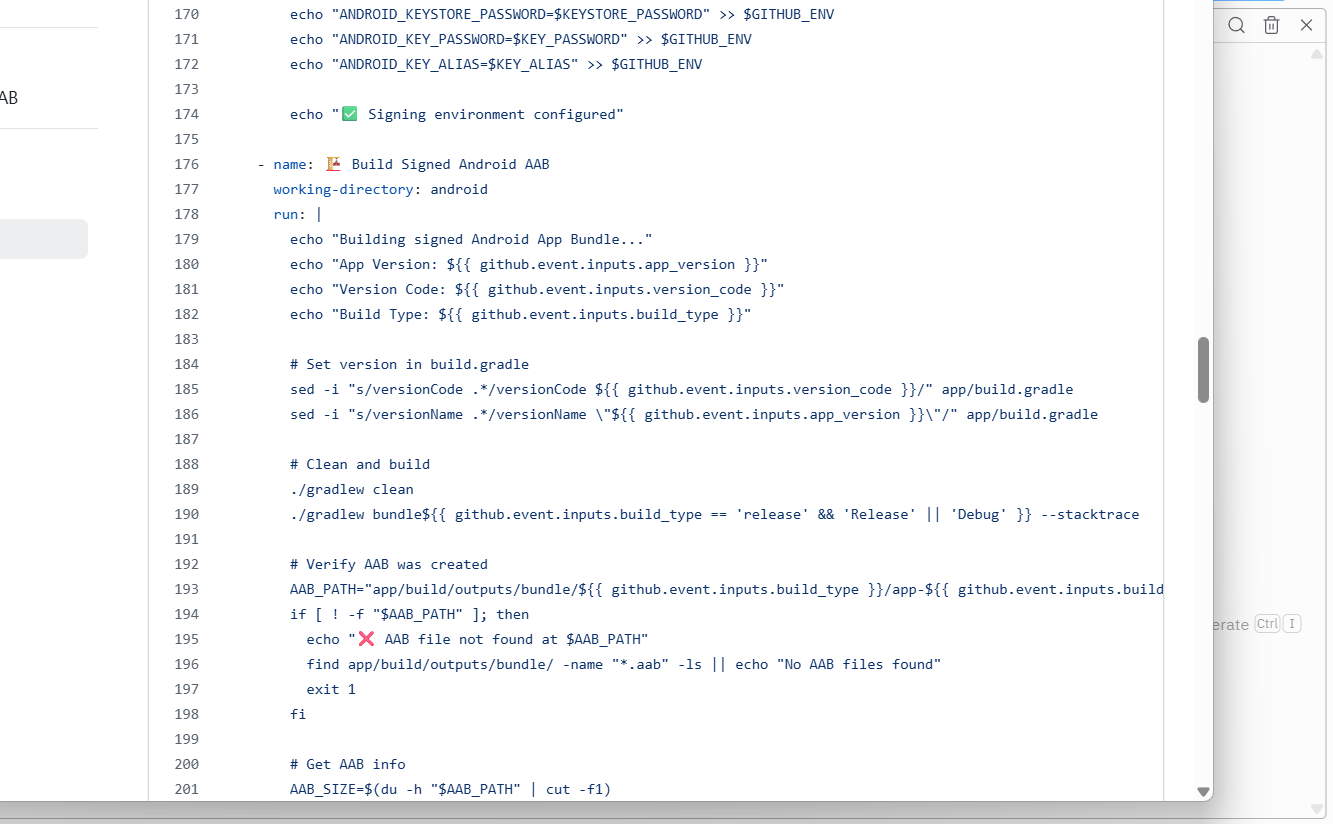 AB
170 echo "ANDROID_KEYSTORE_PASSWORD=$KEYSTORE_PASSWORD" >> $GITHUB_ENV
171 echo "ANDROID_KEY_PASSWORD=$KEY_PASSWORD" >> $GITHUB_ENV
172 echo "ANDROID_KEY_ALIAS=$KEY_ALIAS" >> $GITHUB_ENV
173
174 echo "✅ Signing environment configured"
175
176 - name: 🏗️ Build Signed Android AAB
177 working-directory: android
178 run: |
179 echo "Building signed Android App Bundle..."
180 echo "App Version: ${{ github.event.inputs.app_version }}"
181 echo "Version Code: ${{ github.event.inputs.version_code }}"
182 echo "Build Type: ${{ github.event.inputs.build_type }}"
183
184 # Set version in build.gradle
185 sed -i "s/versionCode .*/versionCode ${{ github.event.inputs.version_code }}/" app/build.gradle
186 sed -i "s/versionName .*/versionName \"${{ github.event.inputs.app_version }}\"/" app/build.gradle
187
188 # Clean and build
189 ./gradlew clean
190 ./gradlew bundle${{ github.event.inputs.build_type == 'release' && 'Release' || 'Debug' }} --stacktrace
191
192 # Verify AAB was created
193 AAB_PATH="app/build/outputs/bundle/${{ github.event.inputs.build_type }}/app-${{ github.event.inputs.build
194 if [ ! -f "$AAB_PATH" ]; then
195 echo "❌ AAB file not found at $AAB_PATH"
196 find app/build/outputs/bundle/ -name "*.aab" -ls || echo "No AAB files found"
197 exit 1
198 fi
199
200 # Get AAB info
201 AAB_SIZE=$(du -h "$AAB_PATH" | cut -f1)
erate Ctrl I